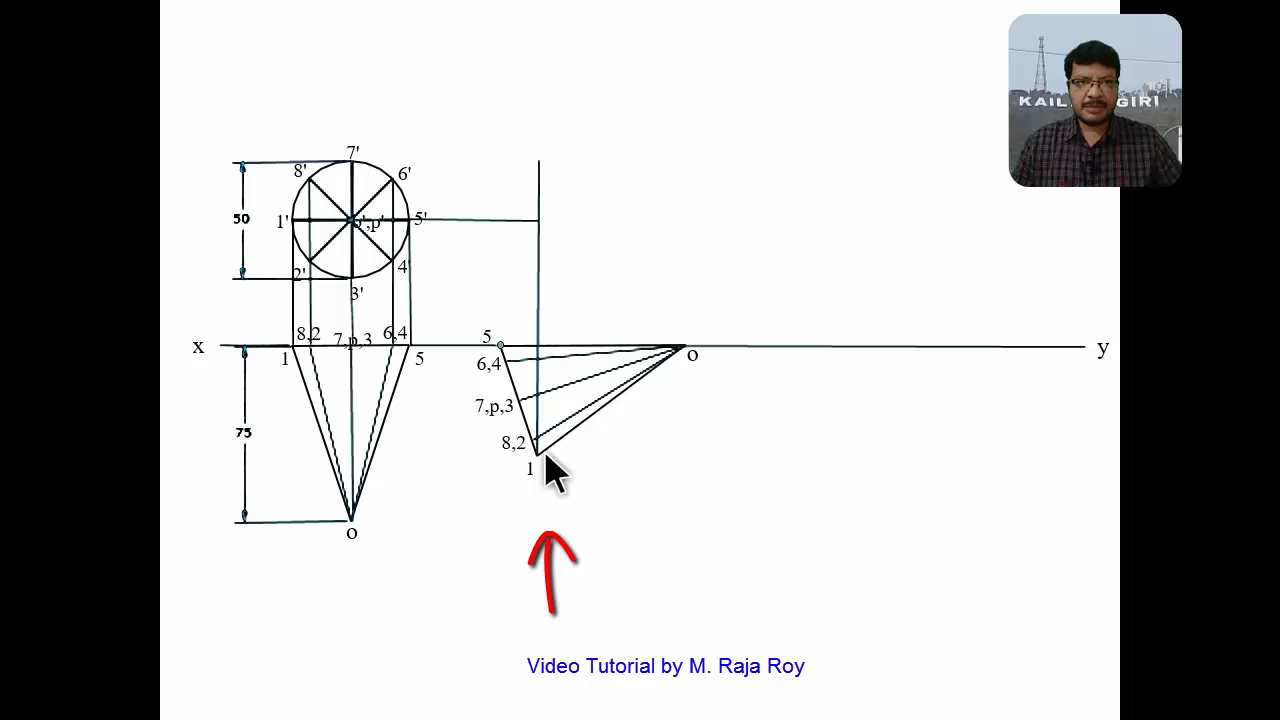 KAIL GIRI
7'
8'
6'
50
1'
o',p'
5'
2'
4'
3'
8,2
7,p,3
6,4
x
1
5
5
o
y
6,4
7,p,3
75
8,2
1
o
Video Tutorial by M. Raja Roy